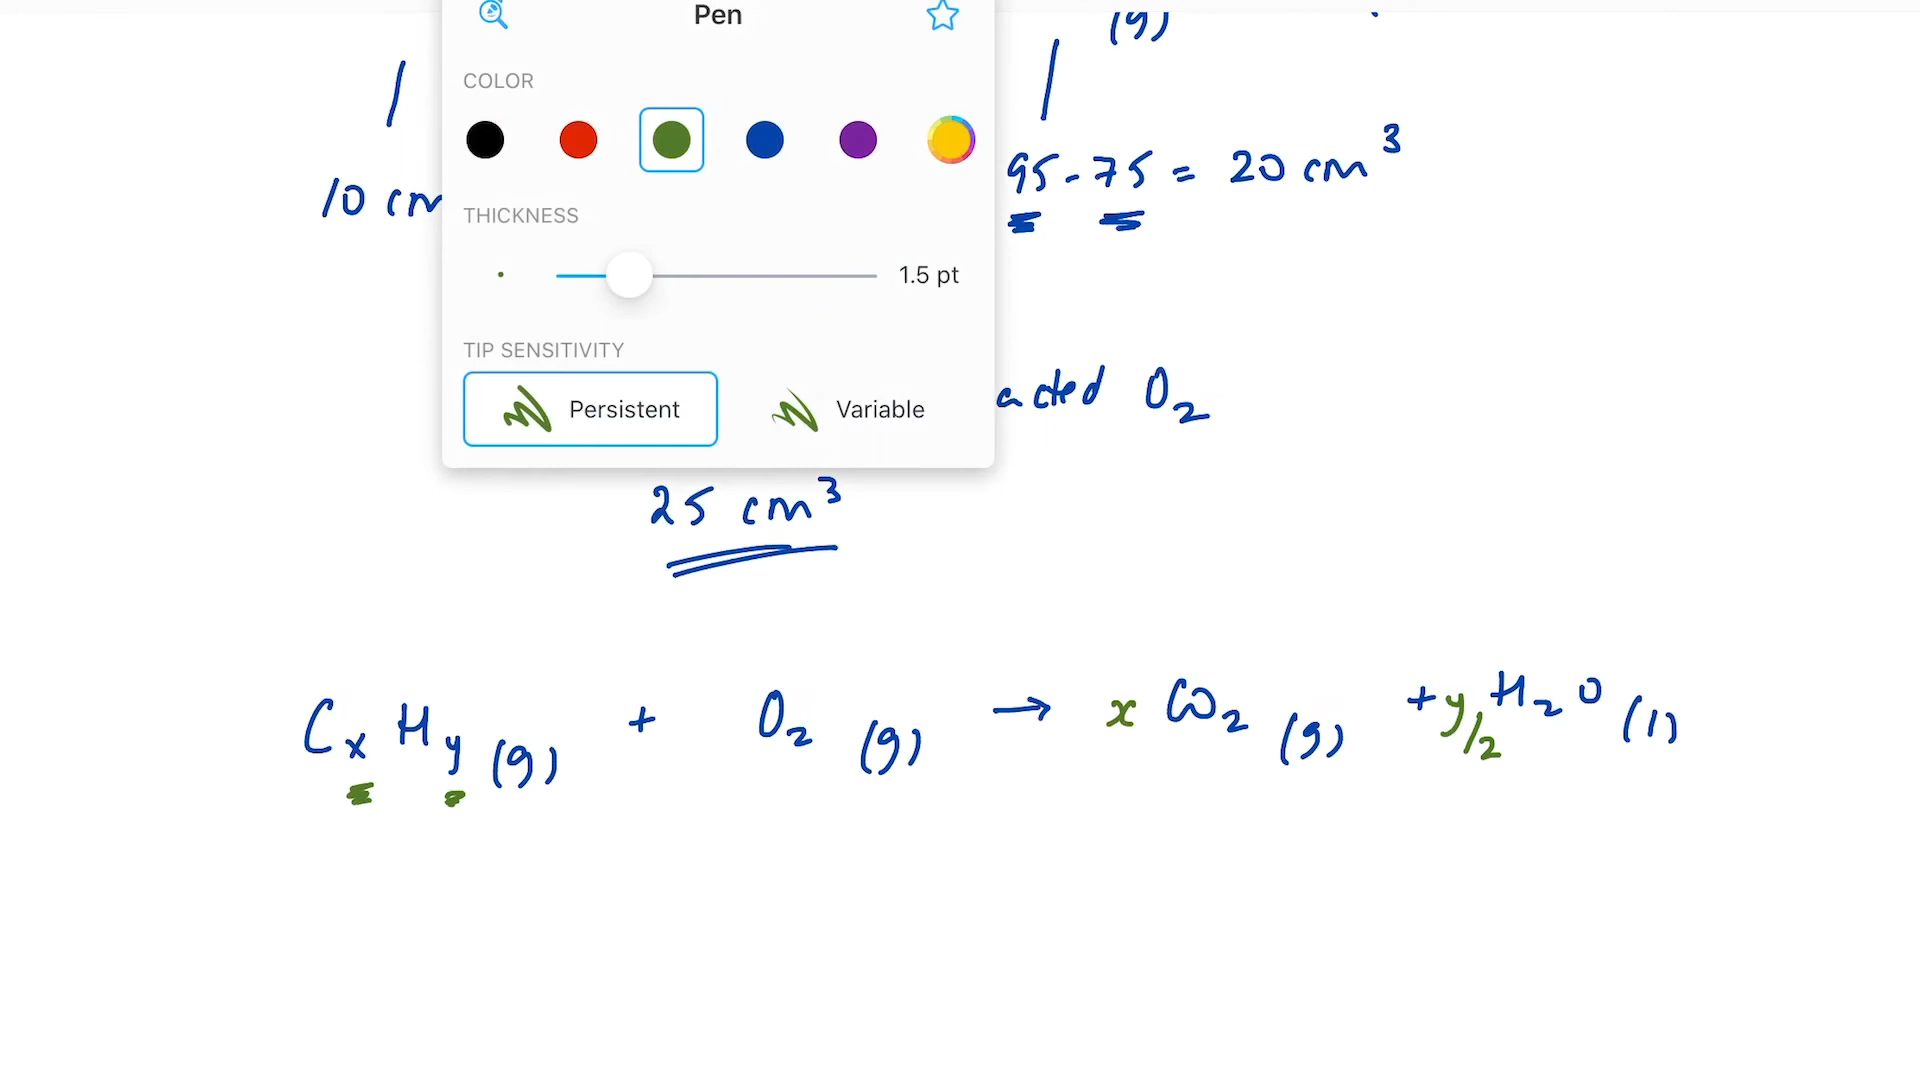 Pen
(g)
COLOR
10 cm
95 - 75 = 20 cm³
THICKNESS
1.5 pt
TIP SENSITIVITY
Persistent Variable
acted O₂
25 cm³
CₓHy (g) + O₂ (g) → x CO₂ (g) + y/2 H₂O (l)